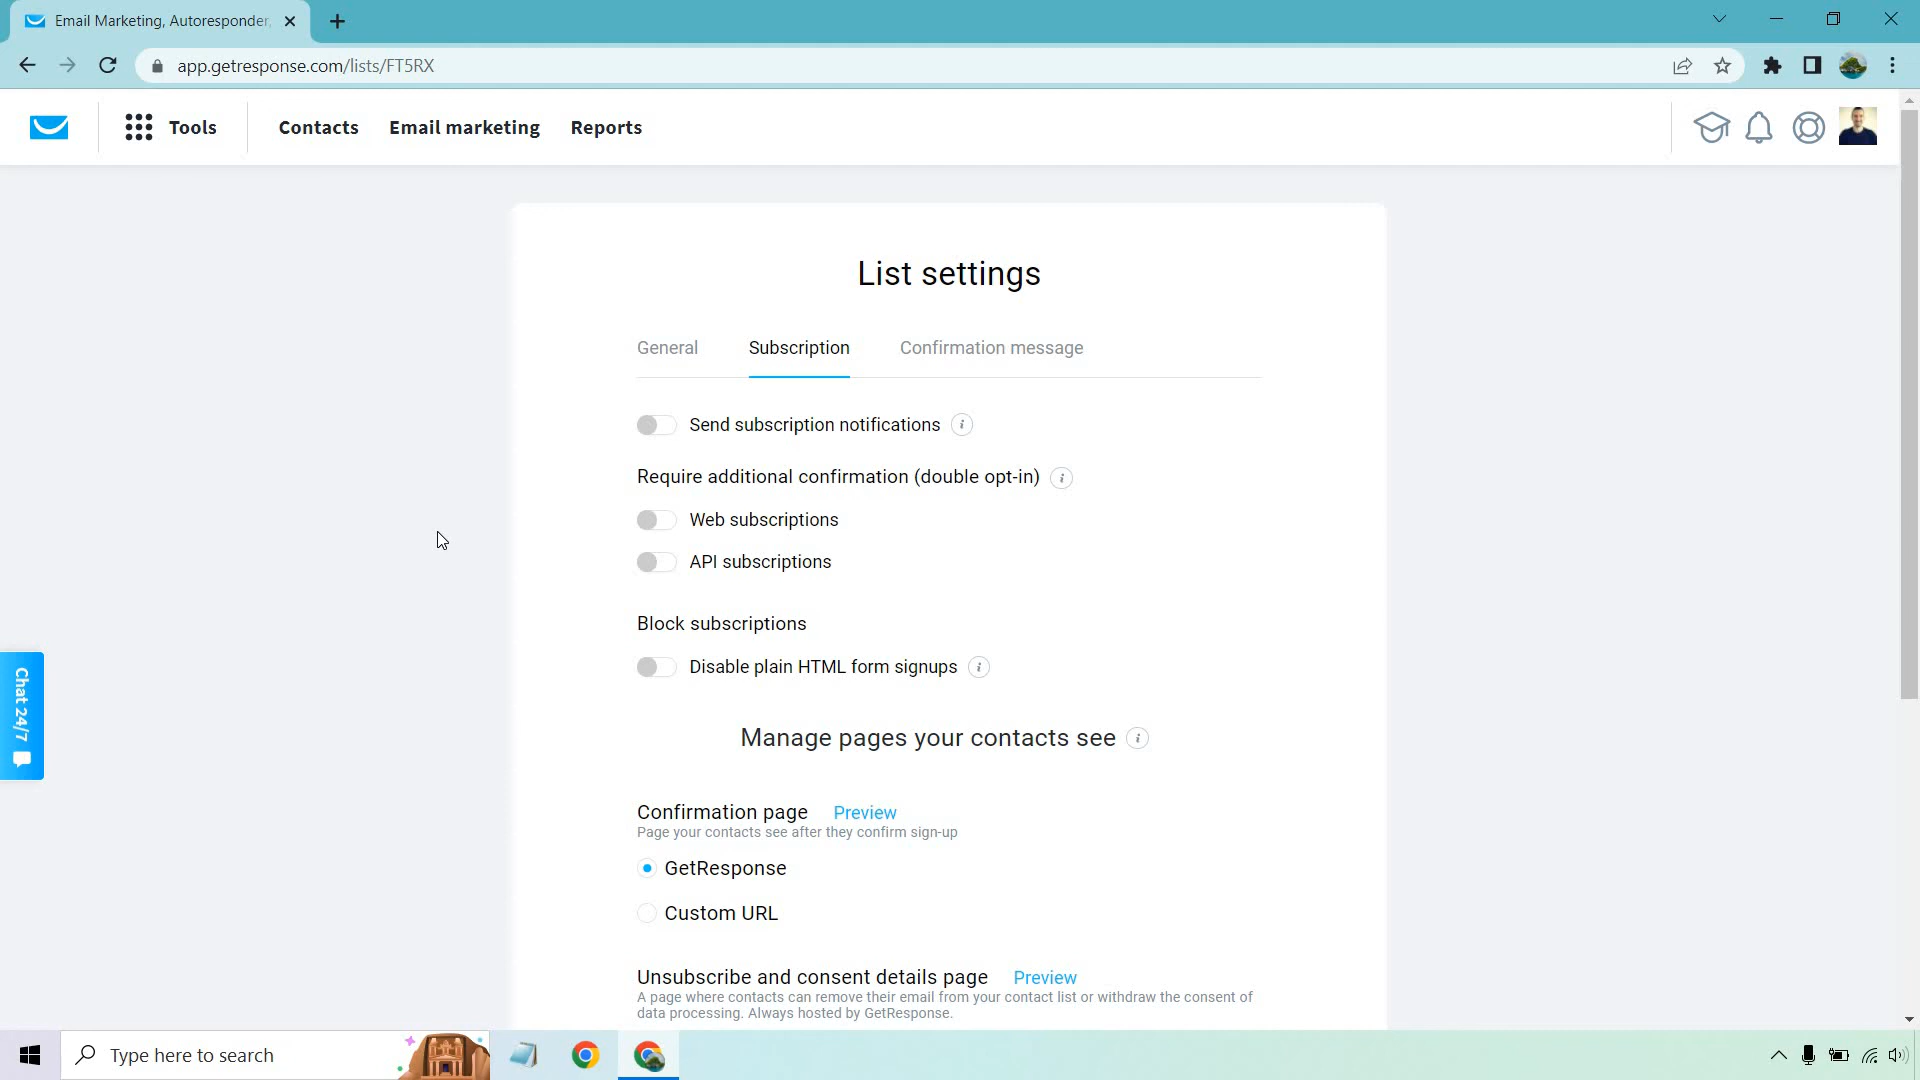 Email Marketing, Autoresponder,
app.getresponse.com/lists/FT5RX
Tools
Contacts
Email marketing
Reports
List settings
General
Subscription
Confirmation message
Send subscription notifications
Require additional confirmation (double opt-in)
Web subscriptions
API subscriptions
Block subscriptions
Disable plain HTML form signups
Chat 24/7
Manage pages your contacts see
Confirmation page
Preview
Page your contacts see after they confirm sign-up
GetResponse
Custom URL
Unsubscribe and consent details page
Preview
A page where contacts can remove their email from your contact list or withdraw the consent of
data processing. Always hosted by GetResponse.
Type here to search